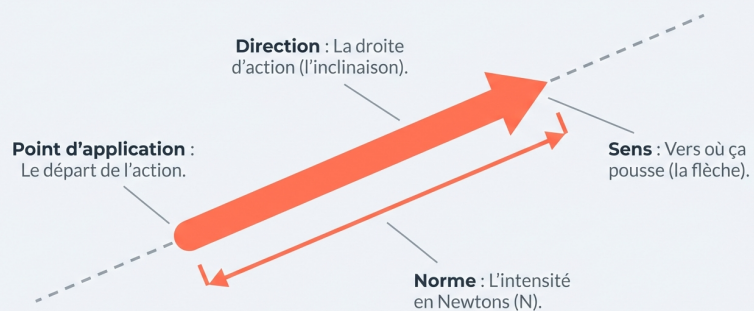 Direction : La droite
d’action (l’inclinaison).
Point d’application :
Le départ de l’action.
Sens : Vers où ça
pousse (la flèche).
Norme : L’intensité
en Newtons (N).